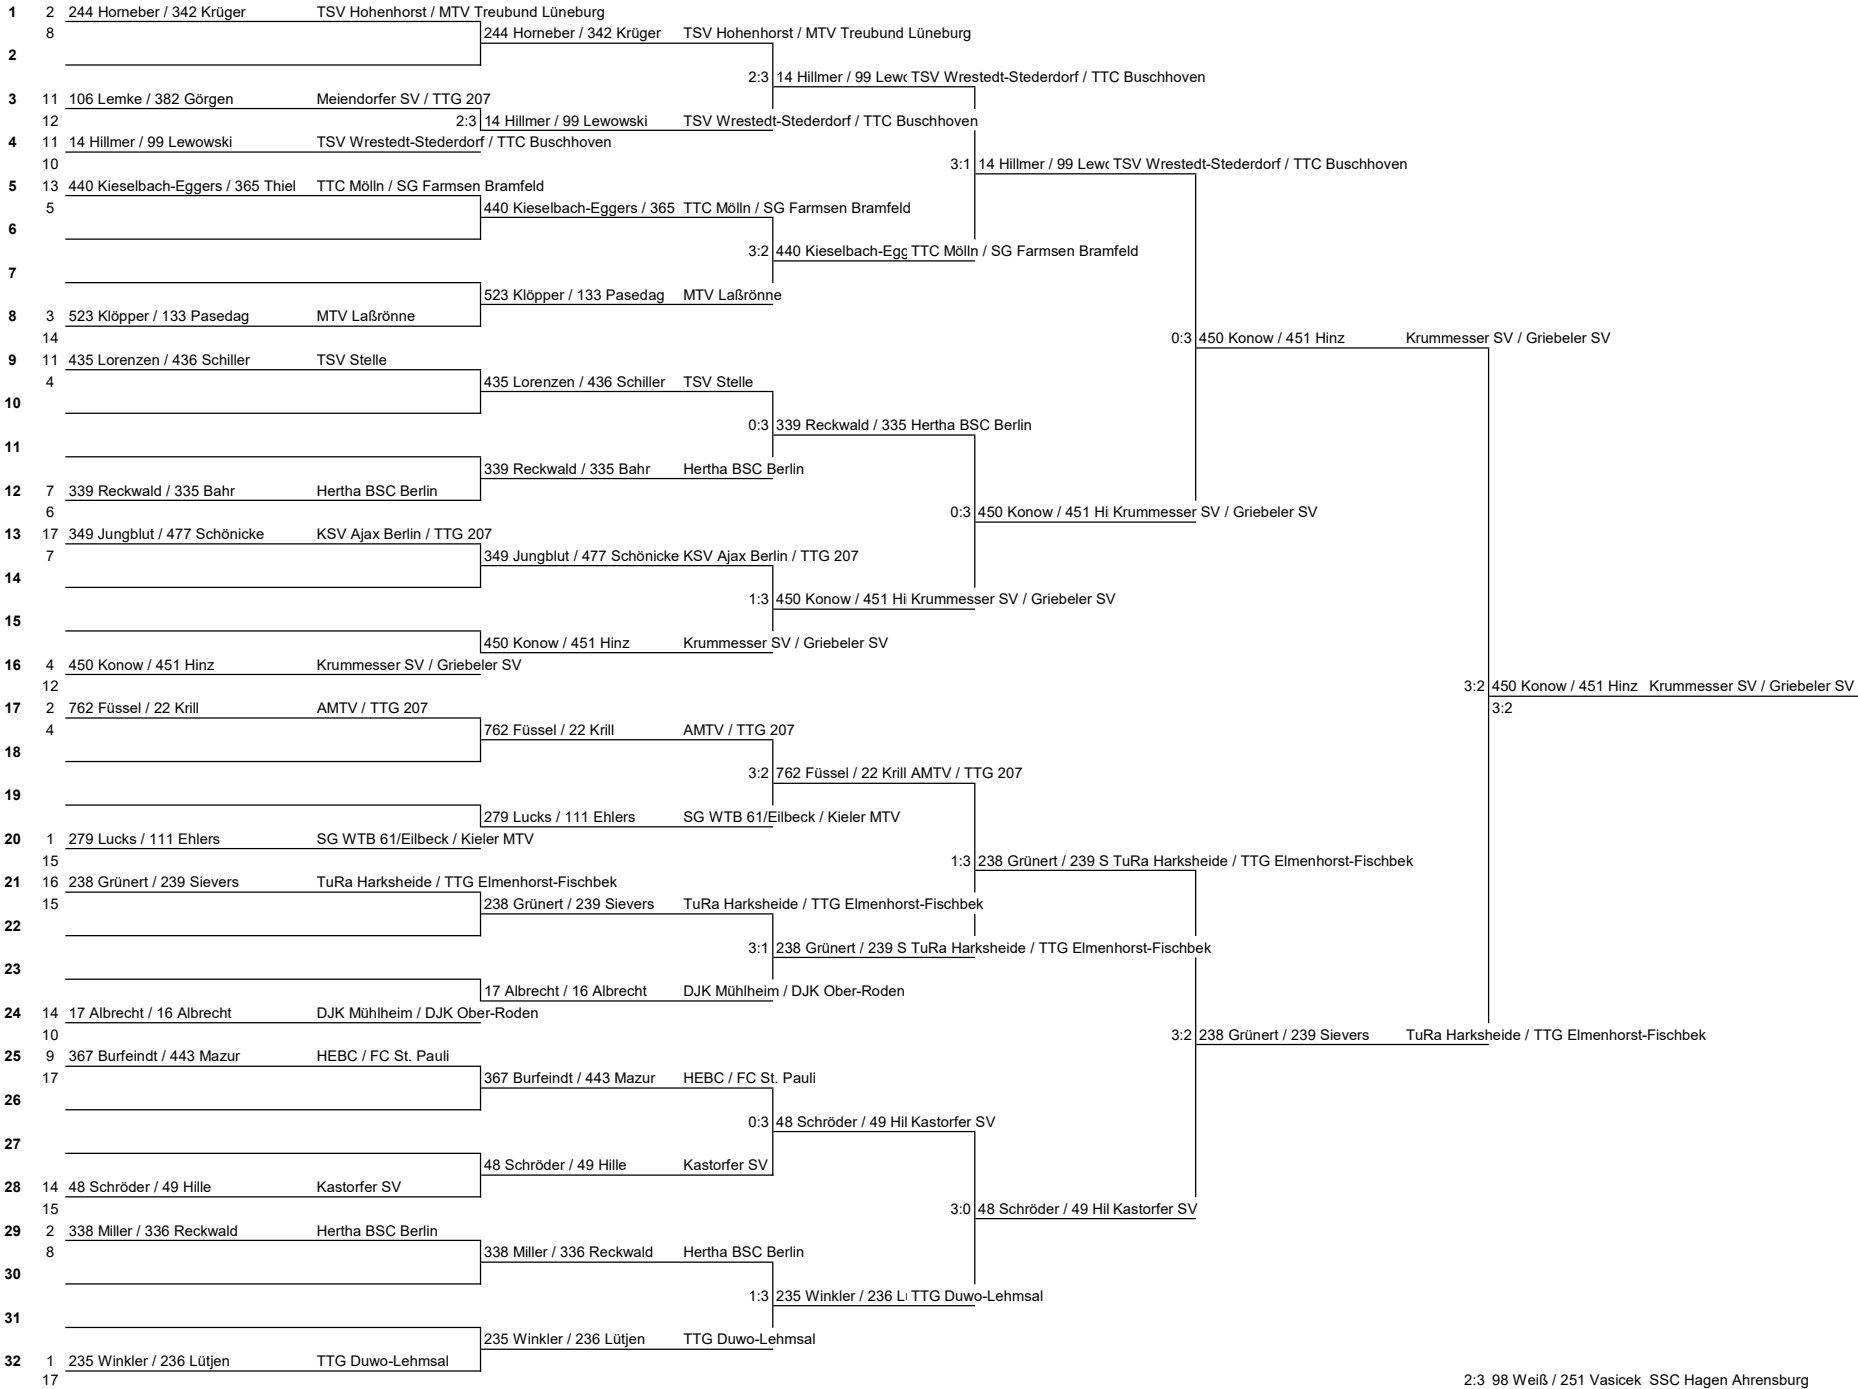 1 2 244 Horneber / 342 Krüger TSV Hohenhorst / MTV Treubund Lüneburg
8 244 Horneber / 342 Krüger TSV Hohenhorst / MTV Treubund Lüneburg
2
2:3 14 Hillmer / 99 Lewo TSV Wrestedt-Stederdorf / TTC Buschhoven
3 11 106 Lemke / 382 Görgen Meiendorfer SV / TTG 207
12 2:3 14 Hillmer / 99 Lewowski TSV Wrestedt-Stederdorf / TTC Buschhoven
4 11 14 Hillmer / 99 Lewowski TSV Wrestedt-Stederdorf / TTC Buschhoven
10 3:1 14 Hillmer / 99 Lewo TSV Wrestedt-Stederdorf / TTC Buschhoven
5 13 440 Kieselbach-Eggers / 365 Thiel TTC Mölln / SG Farmsen Bramfeld
5 440 Kieselbach-Eggers / 365 TTC Mölln / SG Farmsen Bramfeld
6
3:2 440 Kieselbach-Egg TTC Mölln / SG Farmsen Bramfeld
7
523 Klöpper / 133 Pasedag MTV Laßrönne
8 3 523 Klöpper / 133 Pasedag MTV Laßrönne
14 0:3 450 Konow / 451 Hinz Krummesser SV / Griebeler SV
9 11 435 Lorenzen / 436 Schiller TSV Stelle
4 435 Lorenzen / 436 Schiller TSV Stelle
10
0:3 339 Reckwald / 335 Hertha BSC Berlin
11
339 Reckwald / 335 Bahr Hertha BSC Berlin
12 7 339 Reckwald / 335 Bahr Hertha BSC Berlin
6 0:3 450 Konow / 451 Hi Krummesser SV / Griebeler SV
13 17 349 Jungblut / 477 Schönicke KSV Ajax Berlin / TTG 207
7 349 Jungblut / 477 Schönicke KSV Ajax Berlin / TTG 207
14
1:3 450 Konow / 451 Hi Krummesser SV / Griebeler SV
15
450 Konow / 451 Hinz Krummesser SV / Griebeler SV
16 4 450 Konow / 451 Hinz Krummesser SV / Griebeler SV
12 3:2 450 Konow / 451 Hinz Krummesser SV / Griebeler SV
17 2 762 Füssel / 22 Krill AMTV / TTG 207 3:2
4 762 Füssel / 22 Krill AMTV / TTG 207
18
3:2 762 Füssel / 22 Krill AMTV / TTG 207
19
279 Lucks / 111 Ehlers SG WTB 61/Eilbeck / Kieler MTV
20 1 279 Lucks / 111 Ehlers SG WTB 61/Eilbeck / Kieler MTV
15 1:3 238 Grünert / 239 S TuRa Harksheide / TTG Elmenhorst-Fischbek
21 16 238 Grünert / 239 Sievers TuRa Harksheide / TTG Elmenhorst-Fischbek
15 238 Grünert / 239 Sievers TuRa Harksheide / TTG Elmenhorst-Fischbek
22
3:1 238 Grünert / 239 S TuRa Harksheide / TTG Elmenhorst-Fischbek
23
17 Albrecht / 16 Albrecht DJK Mühlheim / DJK Ober-Roden
24 14 17 Albrecht / 16 Albrecht DJK Mühlheim / DJK Ober-Roden
10 3:2 238 Grünert / 239 Sievers TuRa Harksheide / TTG Elmenhorst-Fischbek
25 9 367 Burfeindt / 443 Mazur HEBC / FC St. Pauli
17 367 Burfeindt / 443 Mazur HEBC / FC St. Pauli
26
0:3 48 Schröder / 49 Hil Kastorfer SV
27
48 Schröder / 49 Hille Kastorfer SV
28 14 48 Schröder / 49 Hille Kastorfer SV
15 3:0 48 Schröder / 49 Hil Kastorfer SV
29 2 338 Miller / 336 Reckwald Hertha BSC Berlin
8 338 Miller / 336 Reckwald Hertha BSC Berlin
30
1:3 235 Winkler / 236 L TTG Duwo-Lehmsal
31
235 Winkler / 236 Lütjen TTG Duwo-Lehmsal
32 1 235 Winkler / 236 Lütjen TTG Duwo-Lehmsal
17 2:3 98 Weiß / 251 Vasicek SSC Hagen Ahrensburg